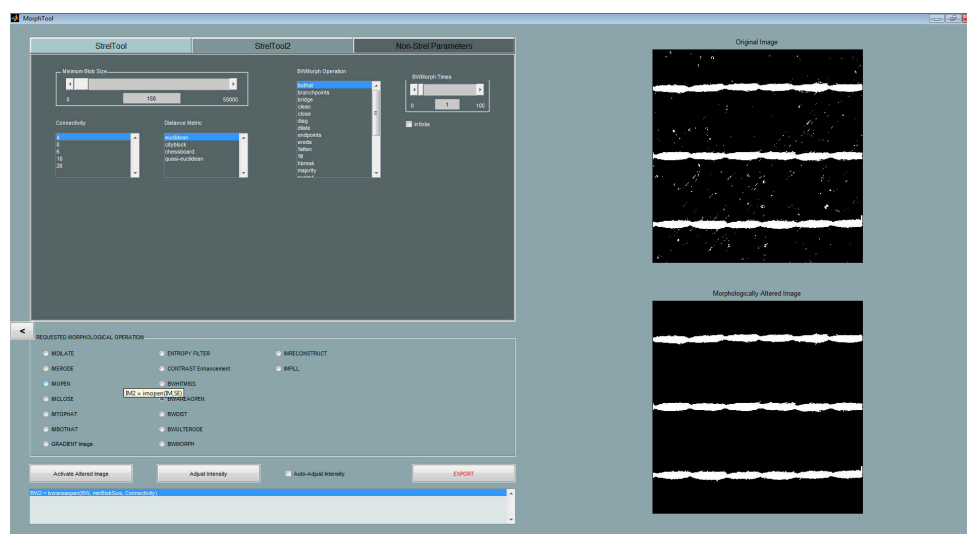 MorphTool
StrelTool
StrelTool2
Non-Strel Parameters
Minimum Blob Size
0
150
50000
Connectivity
4
8
6
18
26
Distance Metric
euclidean
cityblock
chessboard
quasi-euclidean
BWMorph Operation
bothat
branchpoints
bridge
clean
close
diag
dilate
endpoints
erode
fatten
fill
hbreak
majority
BWMorph Times
0
1
100
Infinite
Original Image
Morphologically Altered Image
<
REQUESTED MORPHOLOGICAL OPERATION
IMDILATE
IMERODE
IMOPEN
IMCLOSE
IMTOPHAT
IMBOTHAT
GRADIENT Image
ENTROPY FILTER
CONTRAST Enhancement
BWHITMISS
IM2 = imopen(IM,SE)
BWAREAOPEN
BWDIST
BWULTERODE
BWMORPH
IMRECONSTRUCT
IMFILL
Activate Altered Image
Adjust Intensity
Auto-Adjust Intensity
EXPORT
BW2 = bwareaopen(BW, minBlobSize, Connectivity)